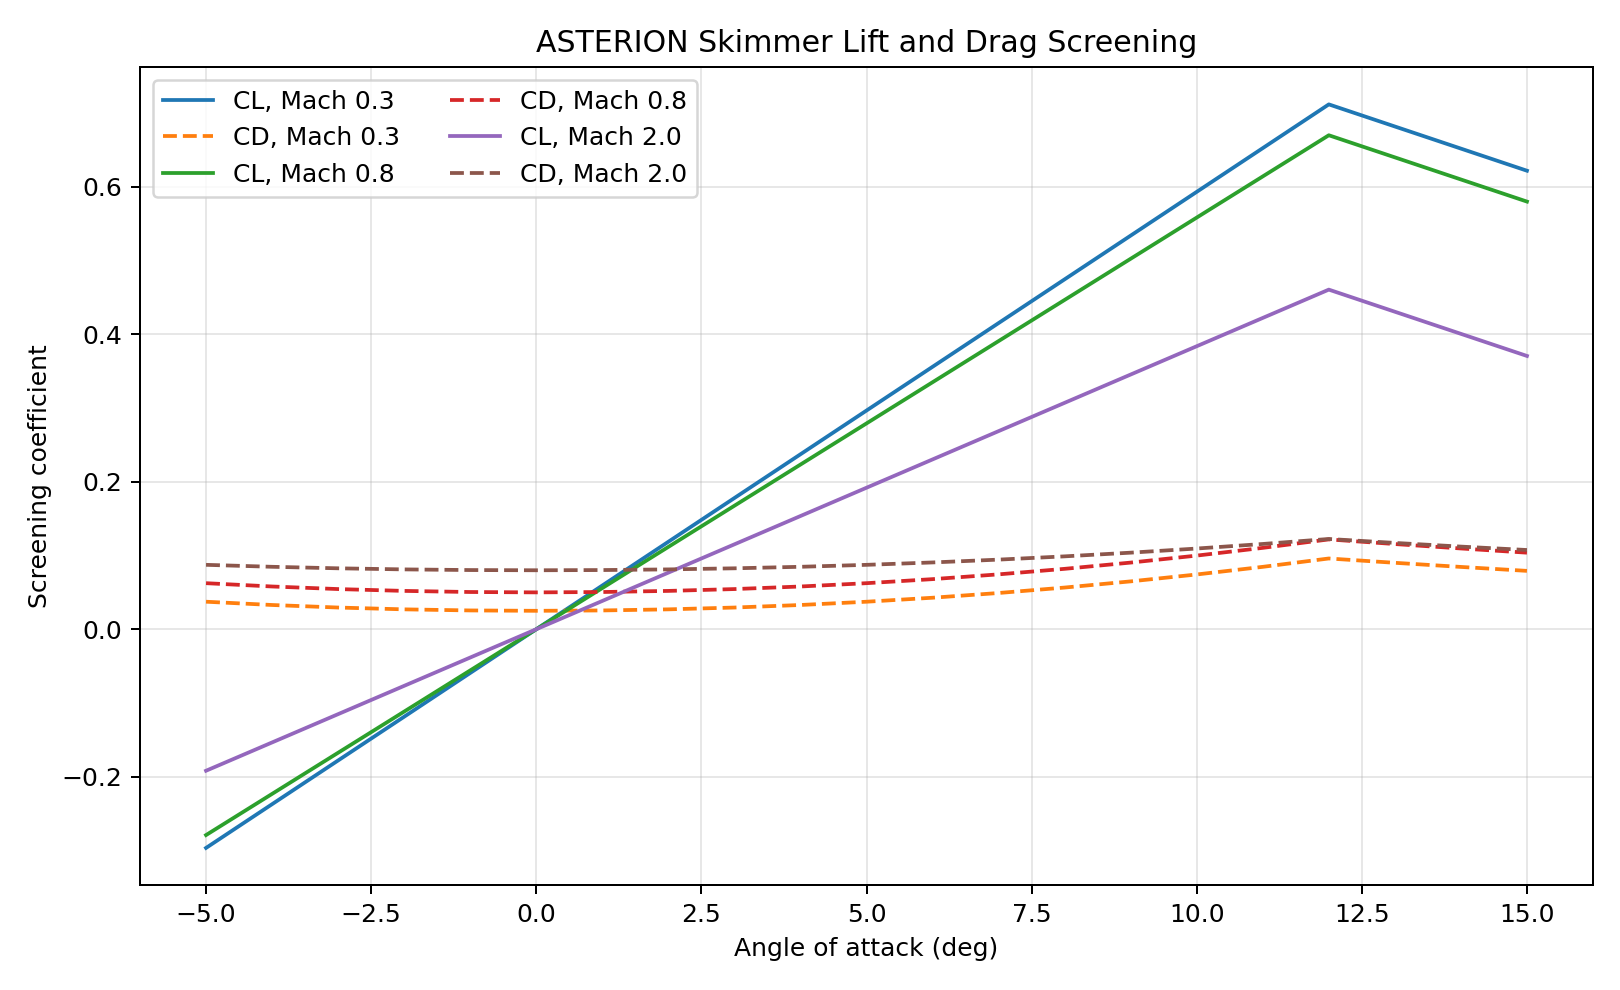 ASTERION Skimmer Lift and Drag Screening
CL, Mach 0.3
CD, Mach 0.3
CL, Mach 0.8
CD, Mach 0.8
CL, Mach 2.0
CD, Mach 2.0
Screening coefficient
0.6
0.4
0.2
0.0
−0.2
−5.0 −2.5 0.0 2.5 5.0 7.5 10.0 12.5 15.0
Angle of attack (deg)